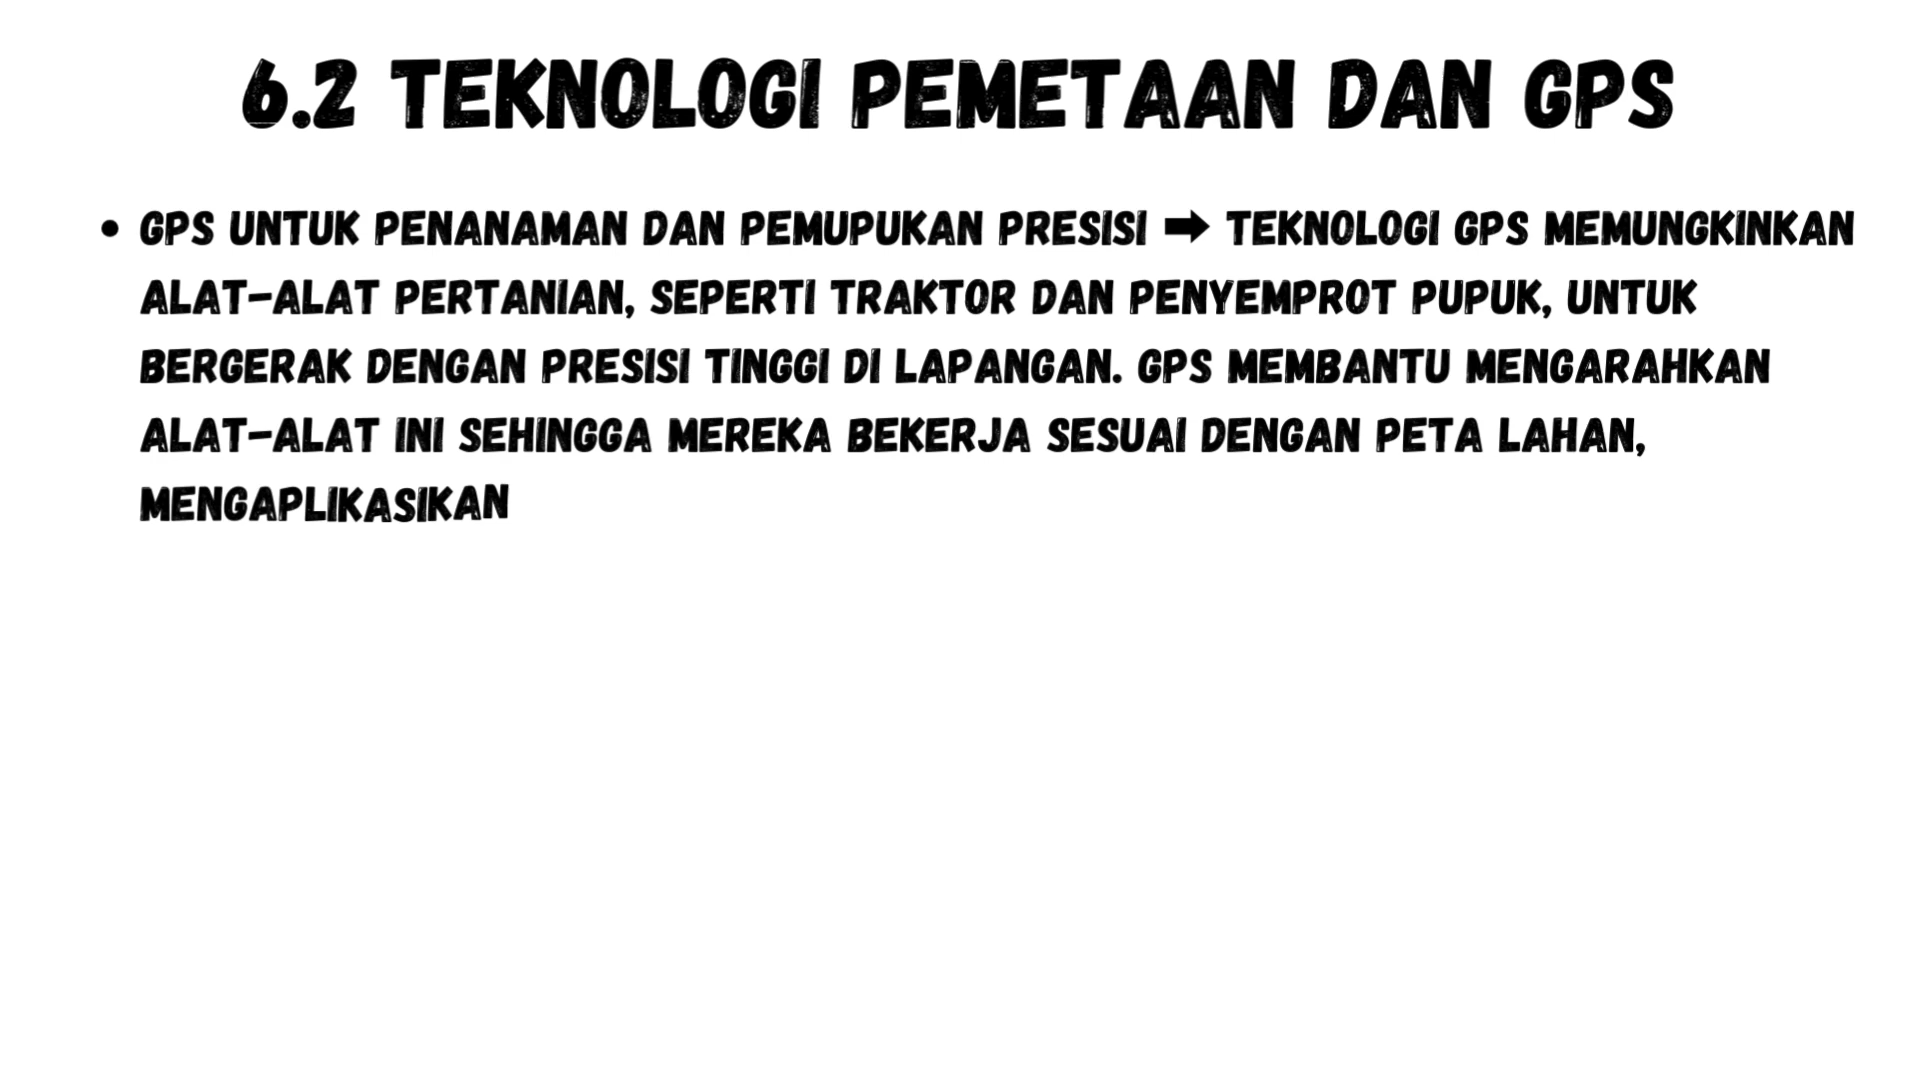 6.2 TEKNOLOGI PEMETAAN DAN GPS
• GPS UNTUK PENANAMAN DAN PEMUPUKAN PRESISI ➡ TEKNOLOGI GPS MEMUNGKINKAN
ALAT-ALAT PERTANIAN, SEPERTI TRAKTOR DAN PENYEMPROT PUPUK, UNTUK
BERGERAK DENGAN PRESISI TINGGI DI LAPANGAN. GPS MEMBANTU MENGARAHKAN
ALAT-ALAT INI SEHINGGA MEREKA BEKERJA SESUAI DENGAN PETA LAHAN,
MENGAPLIKASIKAN